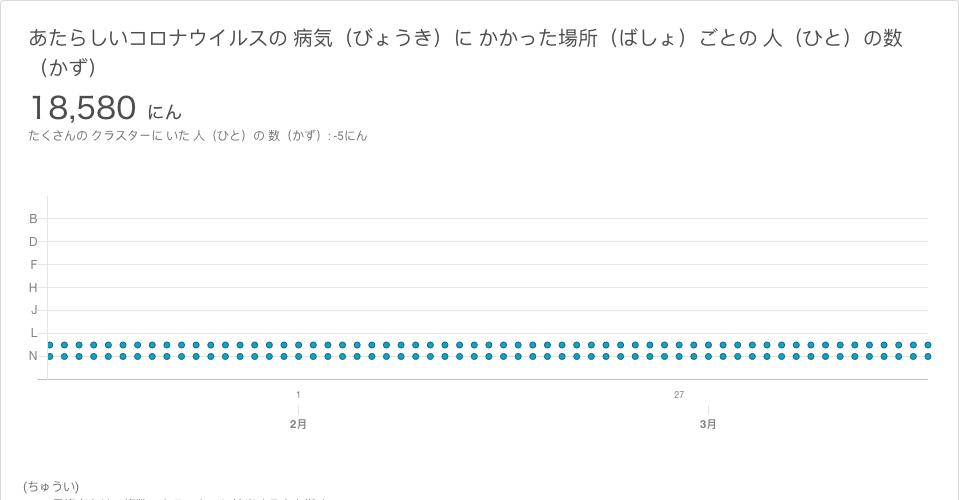 あたらしいコロナウイルスの 病気（びょうき）に かかった場所（ばしょ）ごとの 人（ひと）の数
（かず）
18,580 にん
たくさんの クラスターに いた 人（ひと）の 数（かず）: -5にん
B
D
F
H
J
L
N
1
27
2月
3月
(ちゅうい)